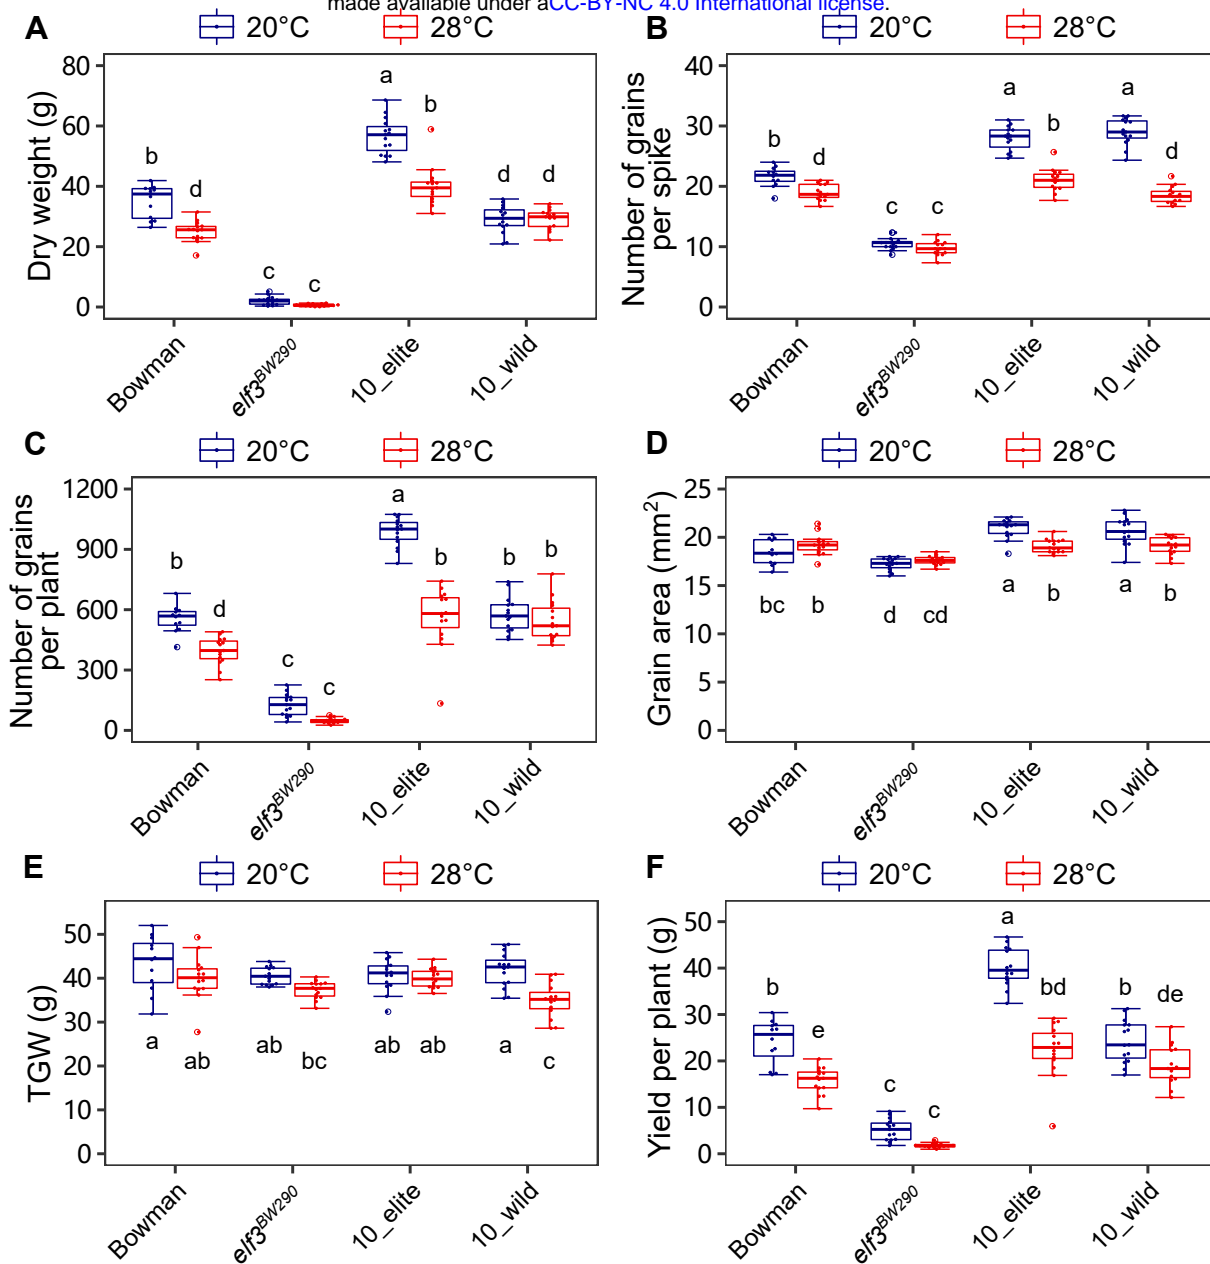 made available under aCC-BY-NC 4.0 International license.
A
20°C
28°C
Dry weight (g)
80
60
40
20
0
b
d
c
c
a
b
d
d
Bowman
elf3BW290
10_elite
10_wild
B
20°C
28°C
Number of grains
per spike
40
30
20
10
0
b
d
c
c
a
b
a
d
Bowman
elf3BW290
10_elite
10_wild
C
20°C
28°C
Number of grains
per plant
1200
900
600
300
0
b
d
c
c
a
b
b
b
Bowman
elf3BW290
10_elite
10_wild
D
20°C
28°C
Grain area (mm2)
25
20
15
10
5
0
bc
b
d
cd
a
b
a
b
Bowman
elf3BW290
10_elite
10_wild
E
20°C
28°C
TGW (g)
50
40
30
20
10
0
a
ab
ab
bc
ab
ab
a
c
Bowman
elf3BW290
10_elite
10_wild
F
20°C
28°C
Yield per plant (g)
50
40
30
20
10
0
b
e
c
c
a
bd
b
de
Bowman
elf3BW290
10_elite
10_wild